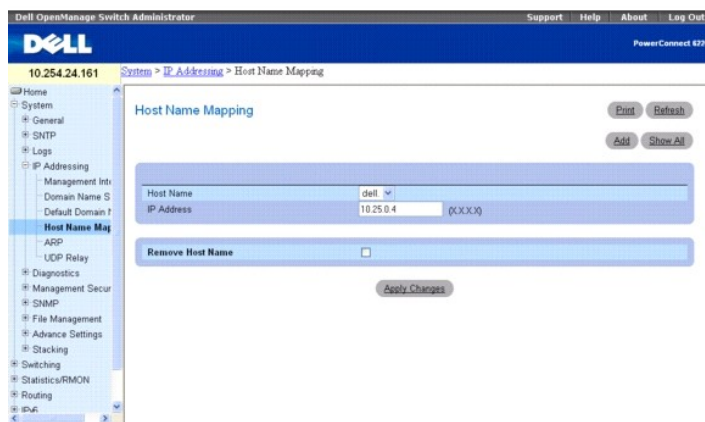 Dell OpenManage Switch Administrator
Support Help About Log Out
DELL
PowerConnect 622
10.254.24.161
System > IP Addressing > Host Name Mapping
Home
System
General
SNTP
Logs
IP Addressing
Management Inte
Domain Name S
Default Domain N
Host Name Map
ARP
UDP Relay
Diagnostics
Management Secur
SNMP
File Management
Advance Settings
Stacking
Switching
Statistics/RMON
Routing
IPv6
Host Name Mapping
Print Refresh
Add Show All
Host Name dell
IP Address 10.25.0.4 (X.X.X.X)
Remove Host Name
Apply Changes